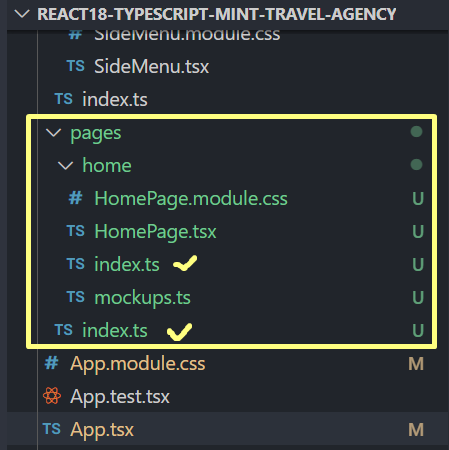 REACT18-TYPESCRIPT-MINT-TRAVEL-AGENCY
# SideMenu.module.css
TS SideMenu.tsx
TS index.ts
pages
home
# HomePage.module.css U
TS HomePage.tsx U
TS index.ts U
TS mockups.ts U
TS index.ts U
# App.module.css M
App.test.tsx
TS App.tsx M